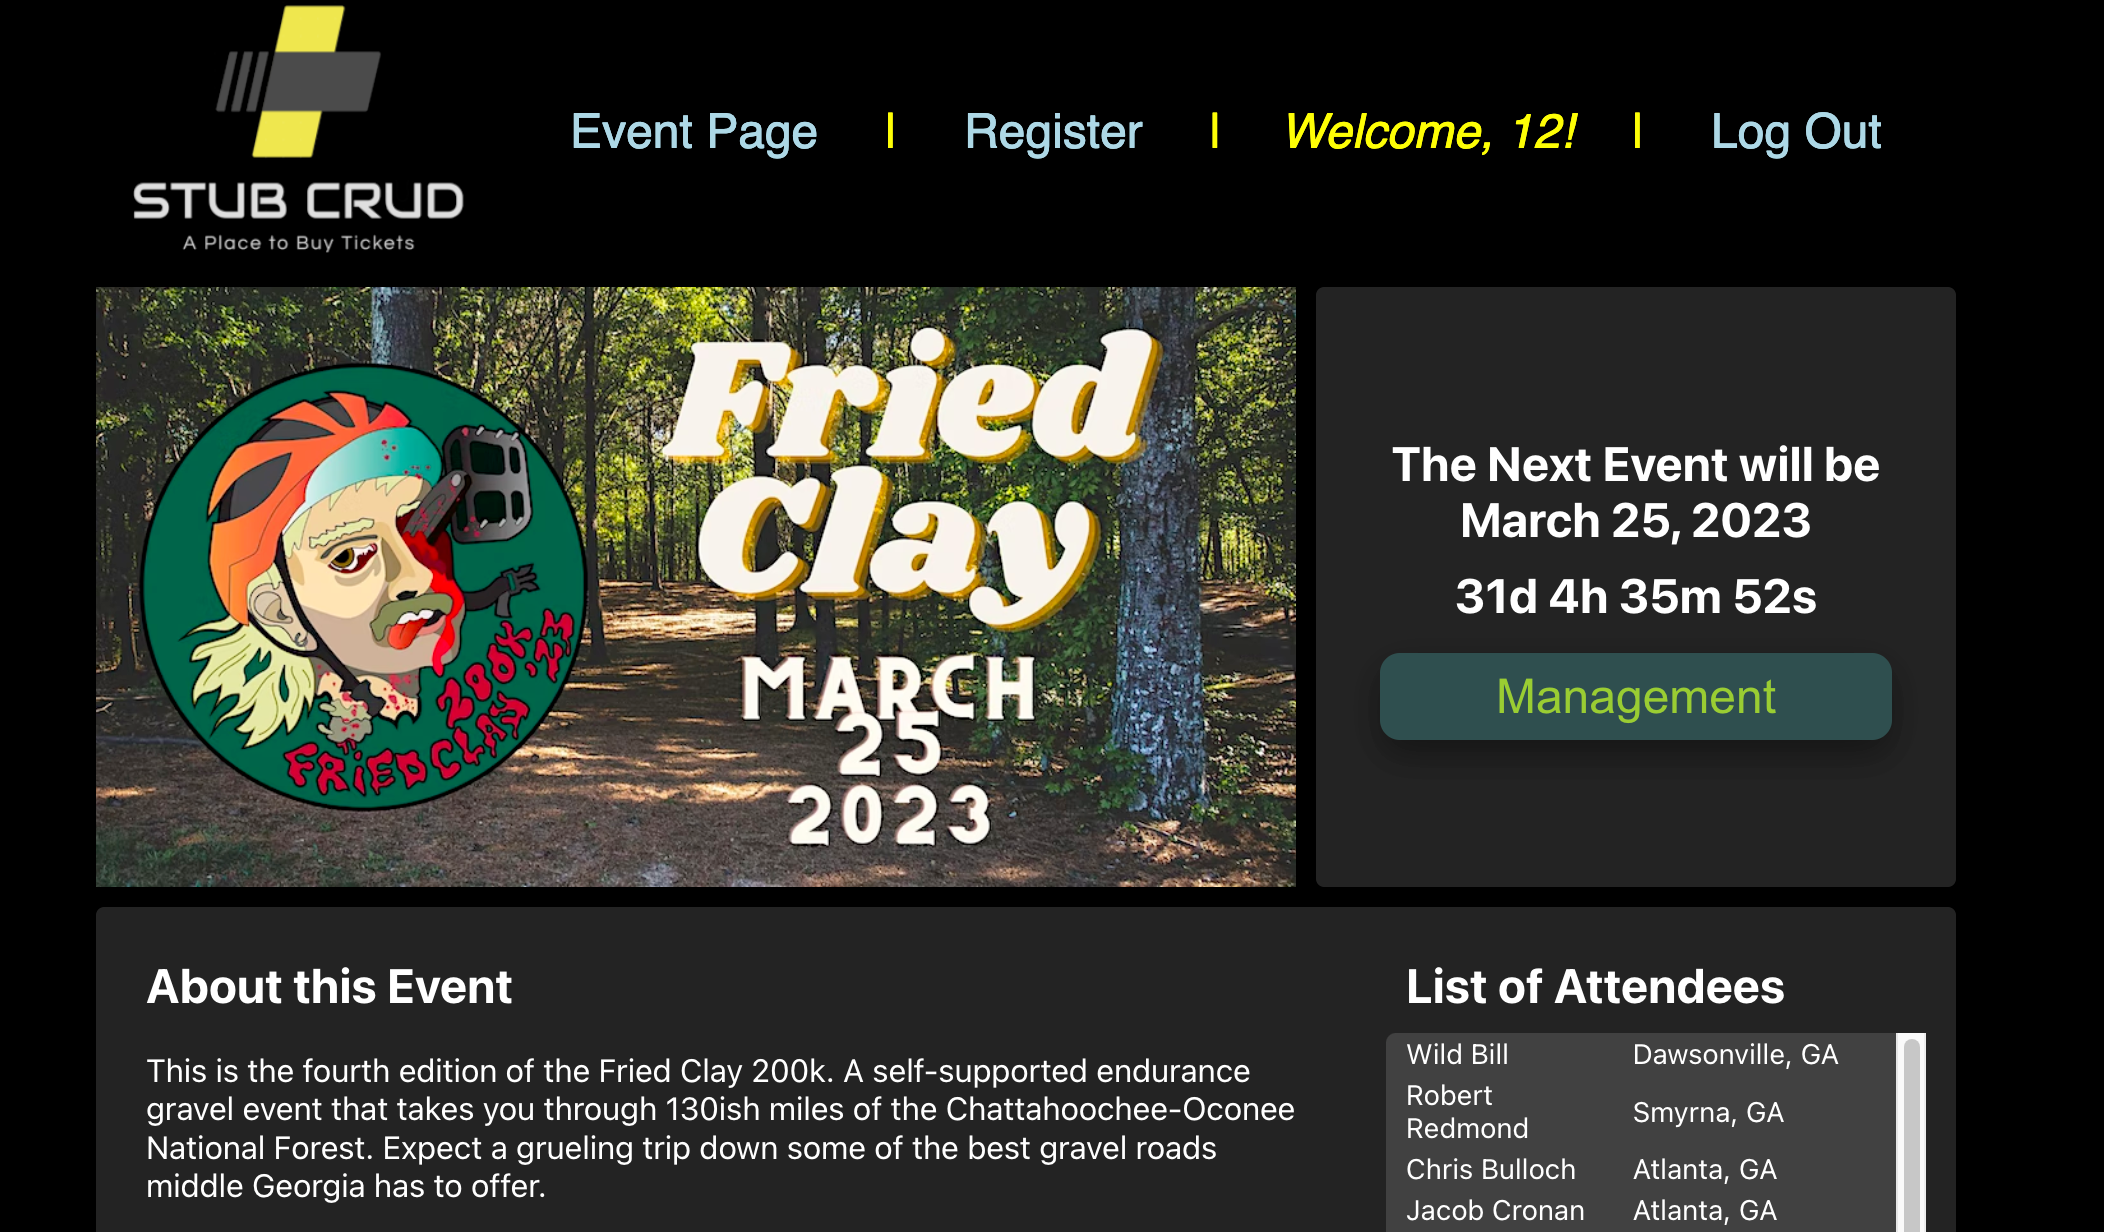 STUB CRUD
A Place to Buy Tickets
Event Page | Register | Welcome, 12! | Log Out
Fried
Clay
MARCH
25
2023
200K '23
FRIED CLAY
The Next Event will be
March 25, 2023
31d 4h 35m 52s
Management
About this Event
This is the fourth edition of the Fried Clay 200k. A self-supported endurance
gravel event that takes you through 130ish miles of the Chattahoochee-Oconee
National Forest. Expect a grueling trip down some of the best gravel roads
middle Georgia has to offer.
List of Attendees
Wild Bill Dawsonville, GA
Robert
Redmond Smyrna, GA
Chris Bulloch Atlanta, GA
Jacob Cronan Atlanta, GA